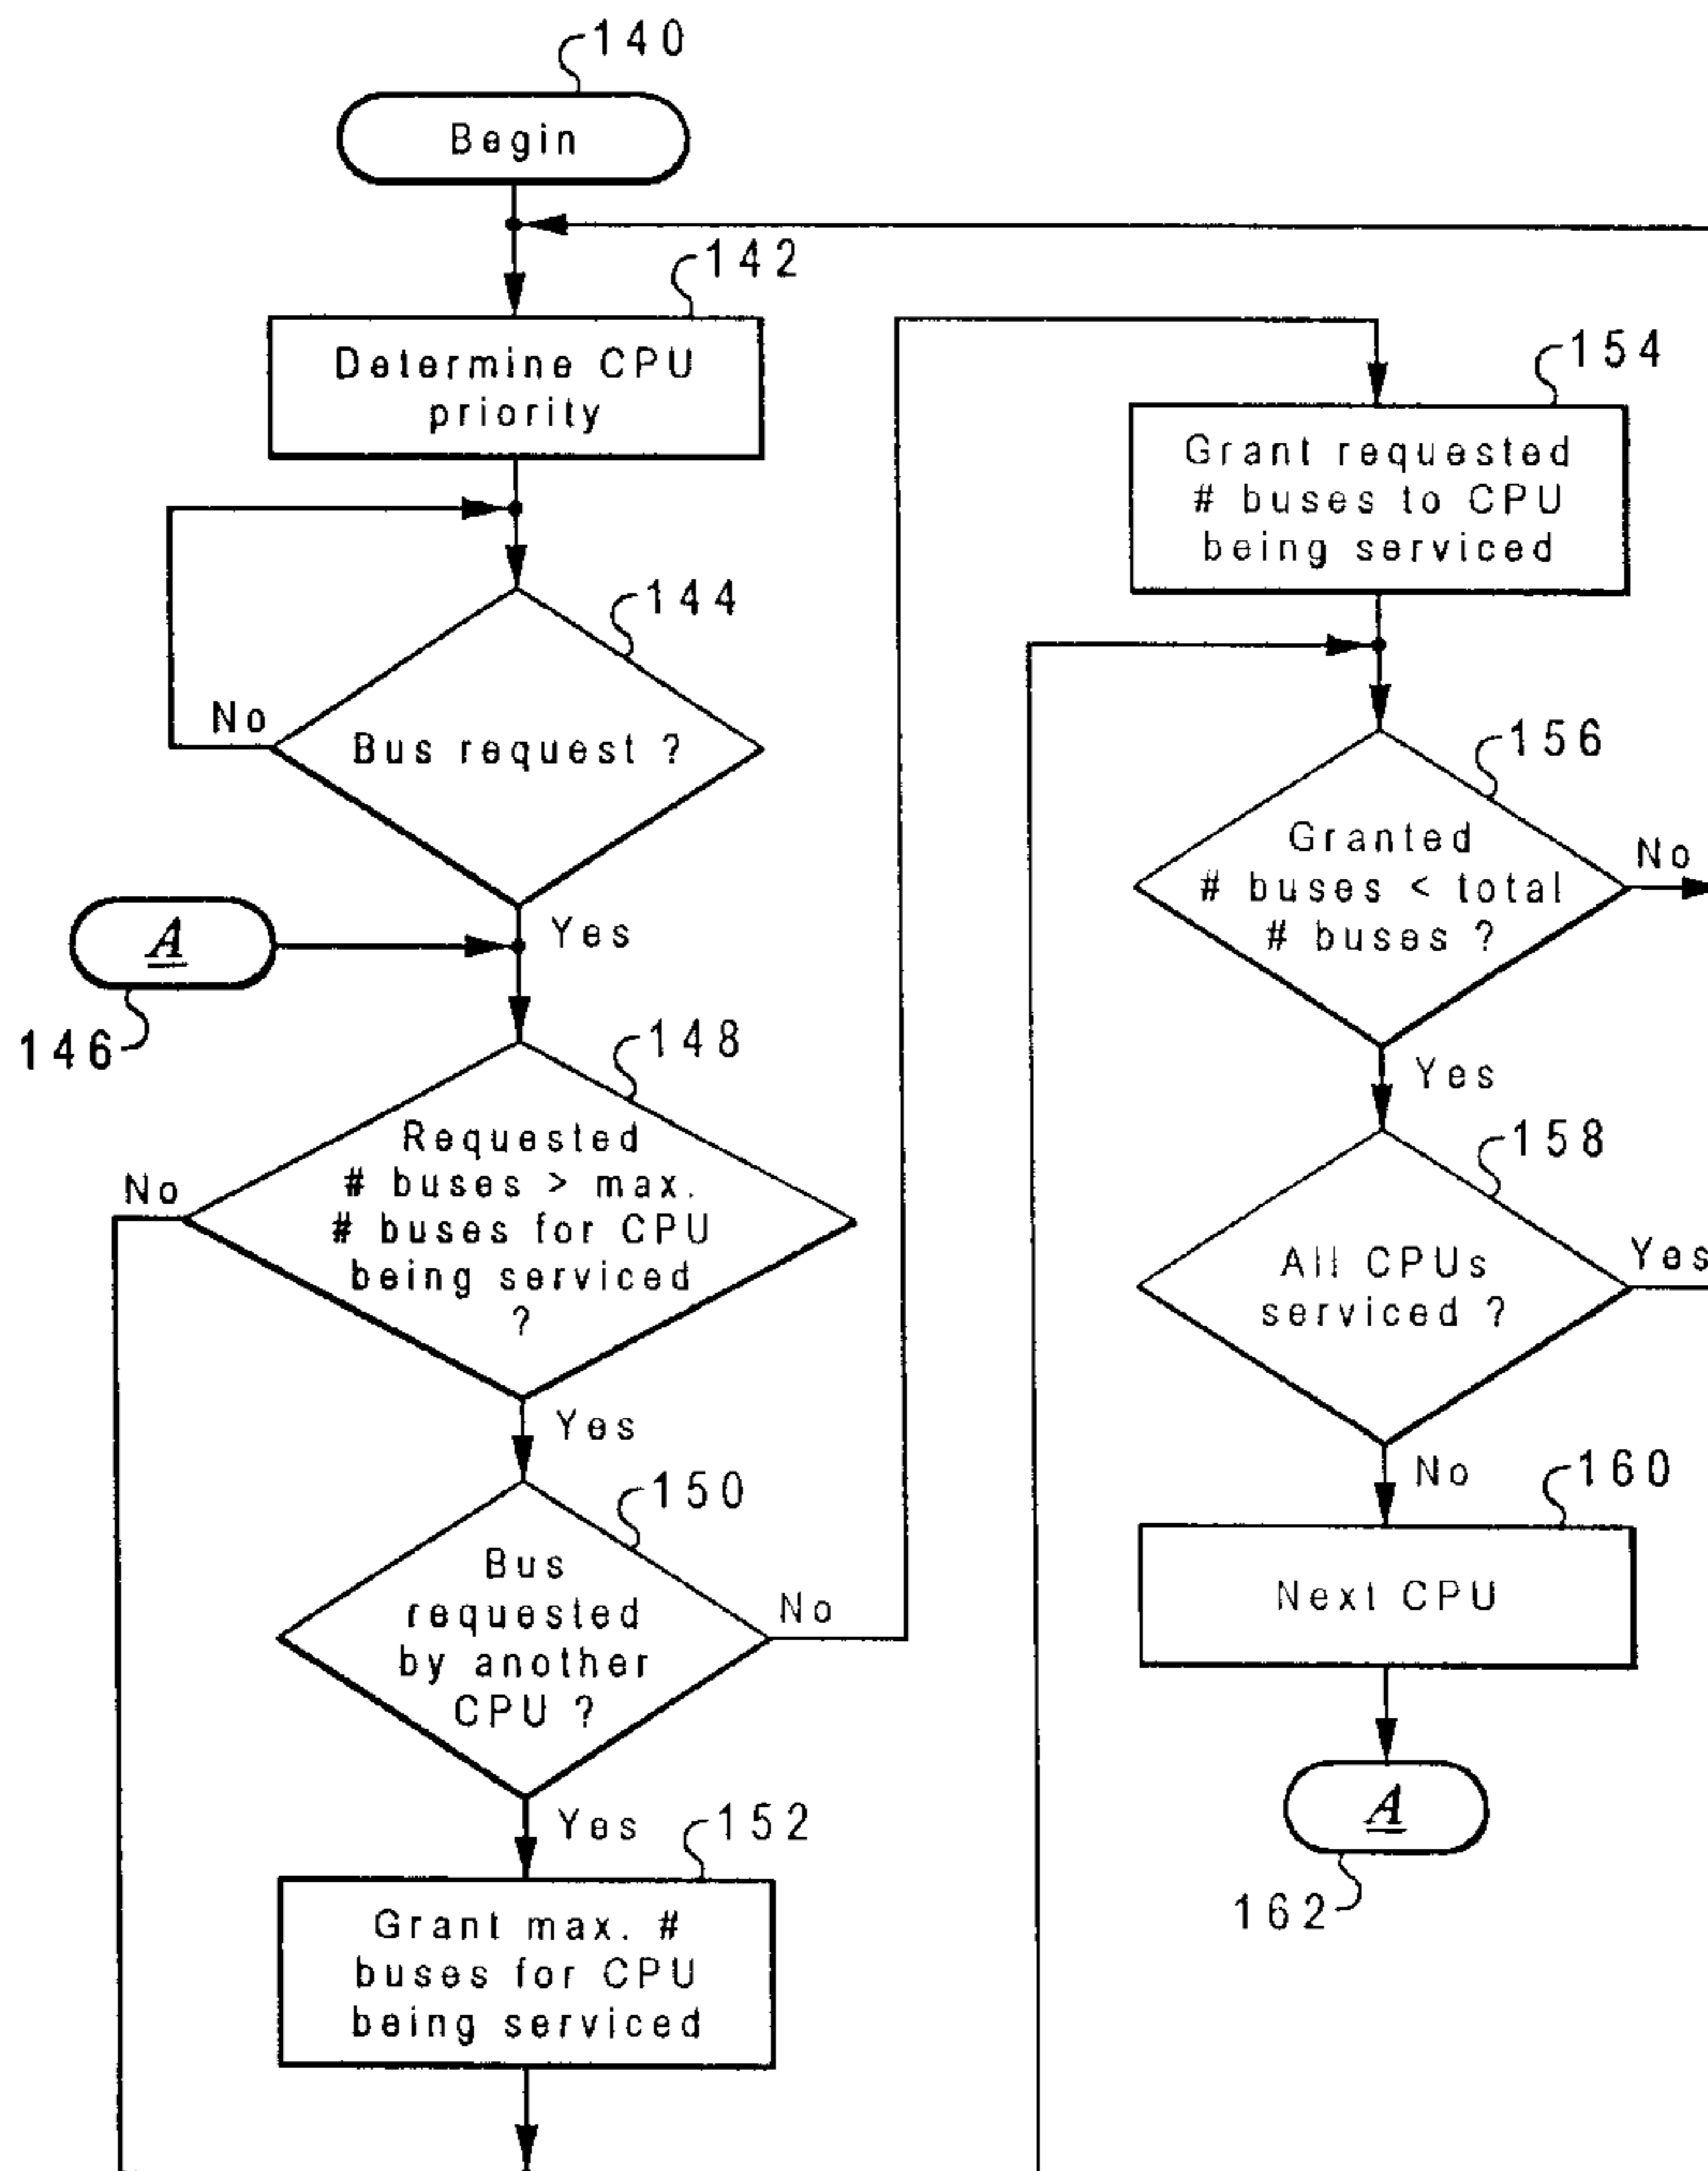 140
Begin
142
Determine CPU
priority
144
No
Bus request ?
Yes
A
146
148
Requested
# buses > max.
# buses for CPU
being serviced
?
No
Yes
150
Bus
requested
by another
CPU ?
No
Yes
152
Grant max. #
buses for CPU
being serviced
154
Grant requested
# buses to CPU
being serviced
156
Granted
# buses < total
# buses ?
No
Yes
158
All CPUs
serviced ?
Yes
No
160
Next CPU
A
162